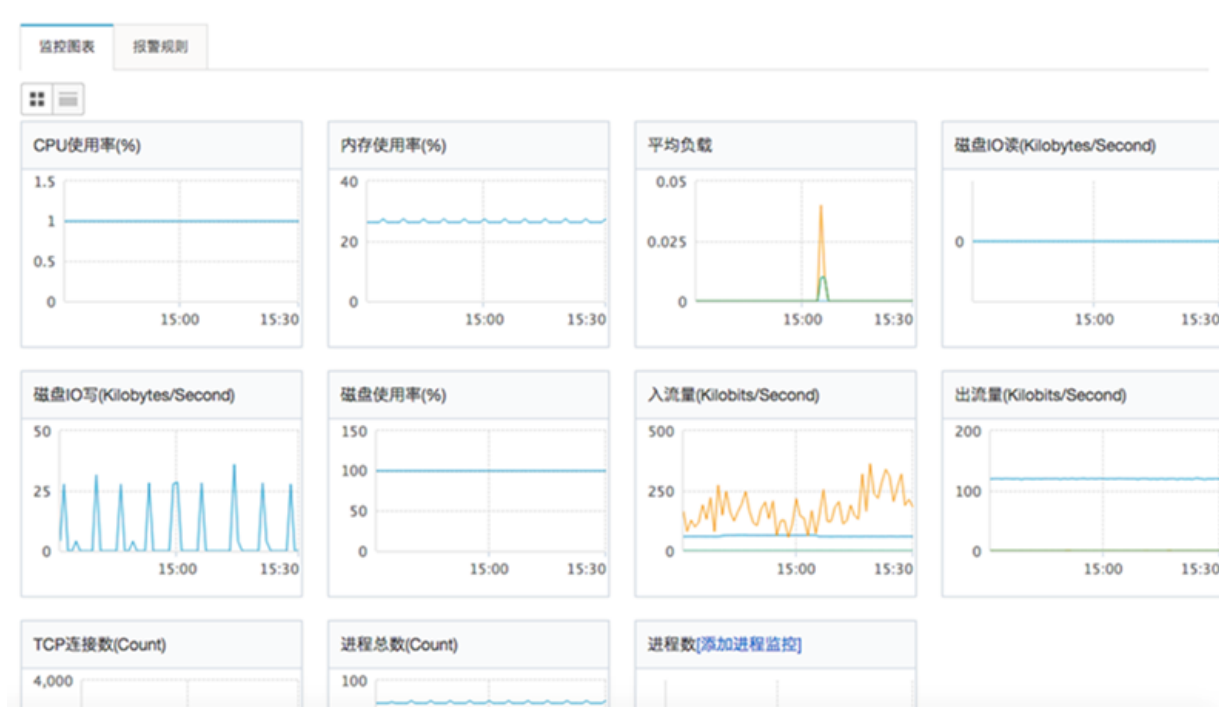 监控图表 报警规则
CPU使用率(%) 内存使用率(%) 平均负载 磁盘IO读(Kilobytes/Second)
1.5 40 0.05
1 20 0.025 0
0.5
0 0 0
15:00 15:30 15:00 15:30 15:00 15:30 15:00 15:30
磁盘IO写(Kilobytes/Second) 磁盘使用率(%) 入流量(Kilobits/Second) 出流量(Kilobits/Second)
50 150 500 200
100
25 250 100
50
0 0 0 0
15:00 15:30 15:00 15:30 15:00 15:30 15:00 15:30
TCP连接数(Count) 进程总数(Count) 进程数[添加进程监控]
4,000 100